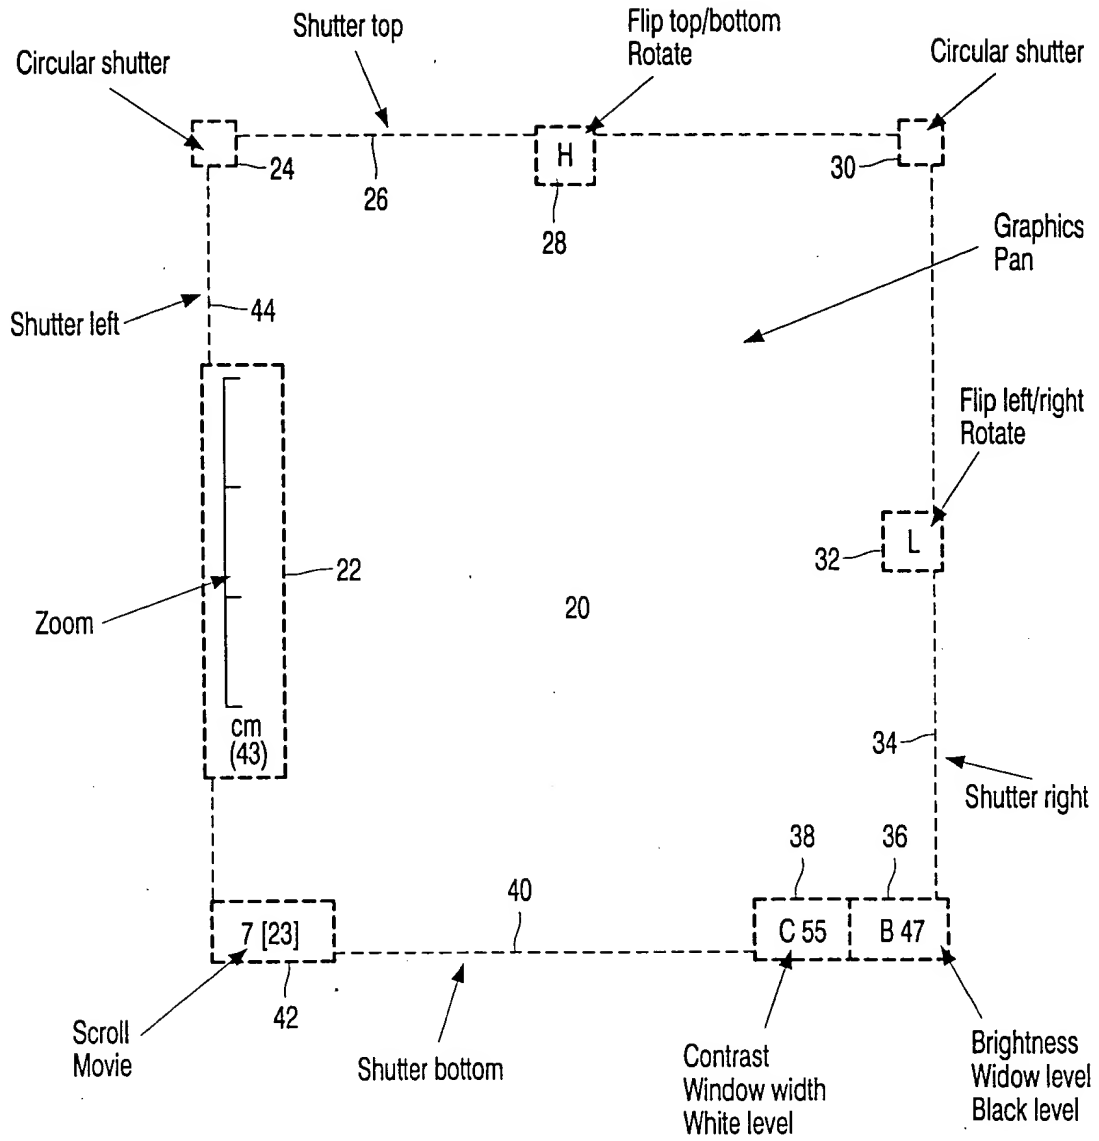 Shutter top
Flip top/bottom
Rotate
Circular shutter
Circular shutter
24
26
H
28
30
Graphics
Pan
Shutter left
44
Flip left/right
Rotate
L
32
22
20
Zoom
cm
(43)
34
Shutter right
38
36
40
7 [23]
C 55
B 47
42
Scroll
Movie
Shutter bottom
Contrast
Window width
White level
Brightness
Widow level
Black level